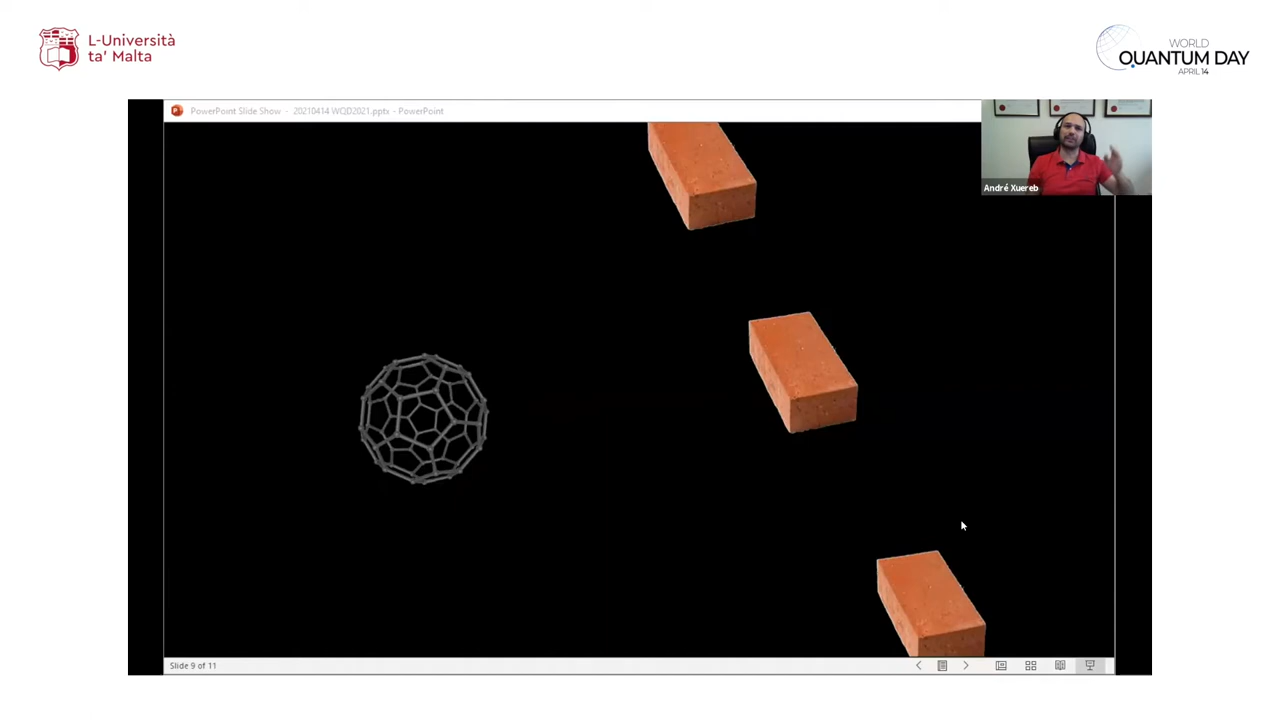 L-Università
ta' Malta
WORLD
QUANTUM DAY
APRIL 14
PowerPoint Slide Show - 20210414 WQD2021.pptx - PowerPoint
André Xuereb
Slide 9 of 11